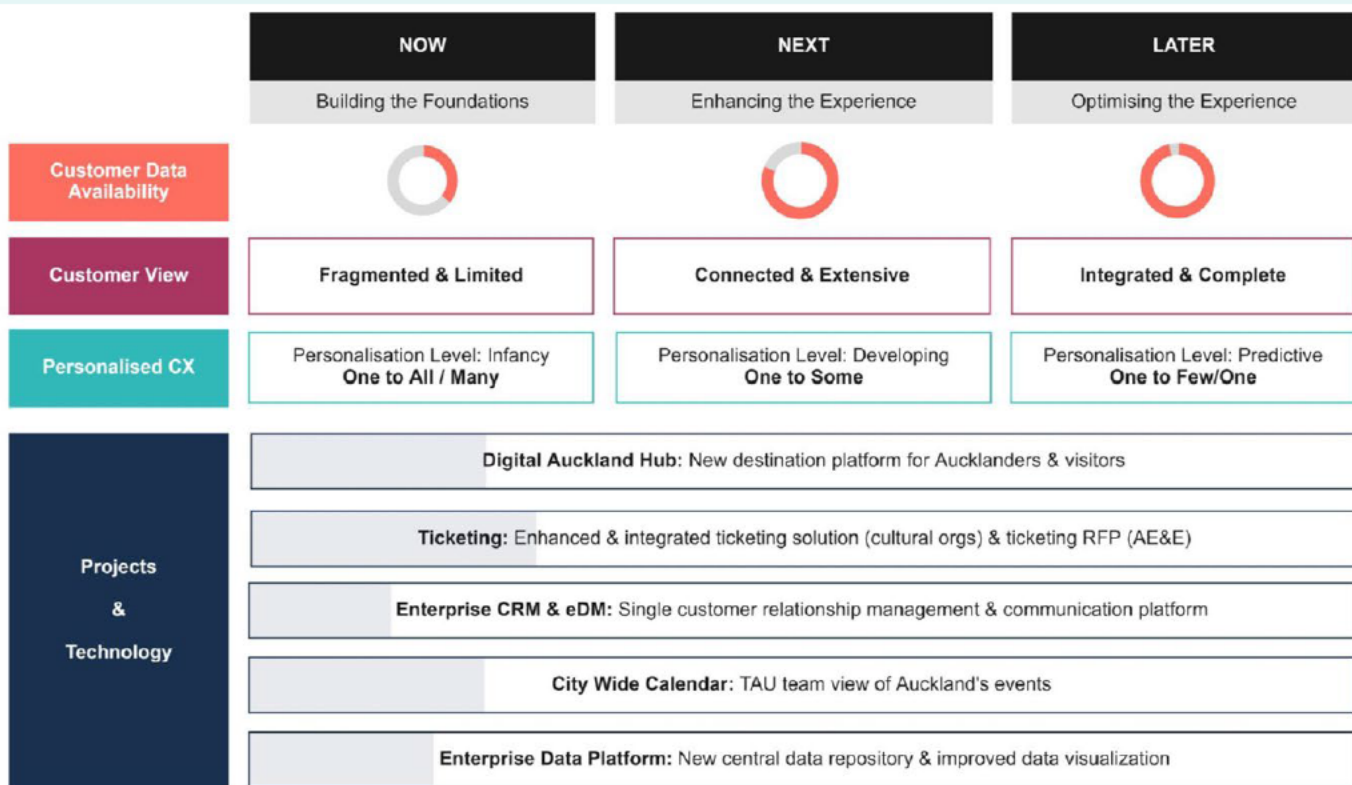 NOW
NEXT
LATER
Building the Foundations
Enhancing the Experience
Optimising the Experience
Customer Data
Availability
Customer View
Fragmented & Limited
Connected & Extensive
Integrated & Complete
Personalised CX
Personalisation Level: Infancy
One to All / Many
Personalisation Level: Developing
One to Some
Personalisation Level: Predictive
One to Few/One
Projects
&
Technology
Digital Auckland Hub: New destination platform for Aucklanders & visitors
Ticketing: Enhanced & integrated ticketing solution (cultural orgs) & ticketing RFP (AE&E)
Enterprise CRM & eDM: Single customer relationship management & communication platform
City Wide Calendar: TAU team view of Auckland's events
Enterprise Data Platform: New central data repository & improved data visualization